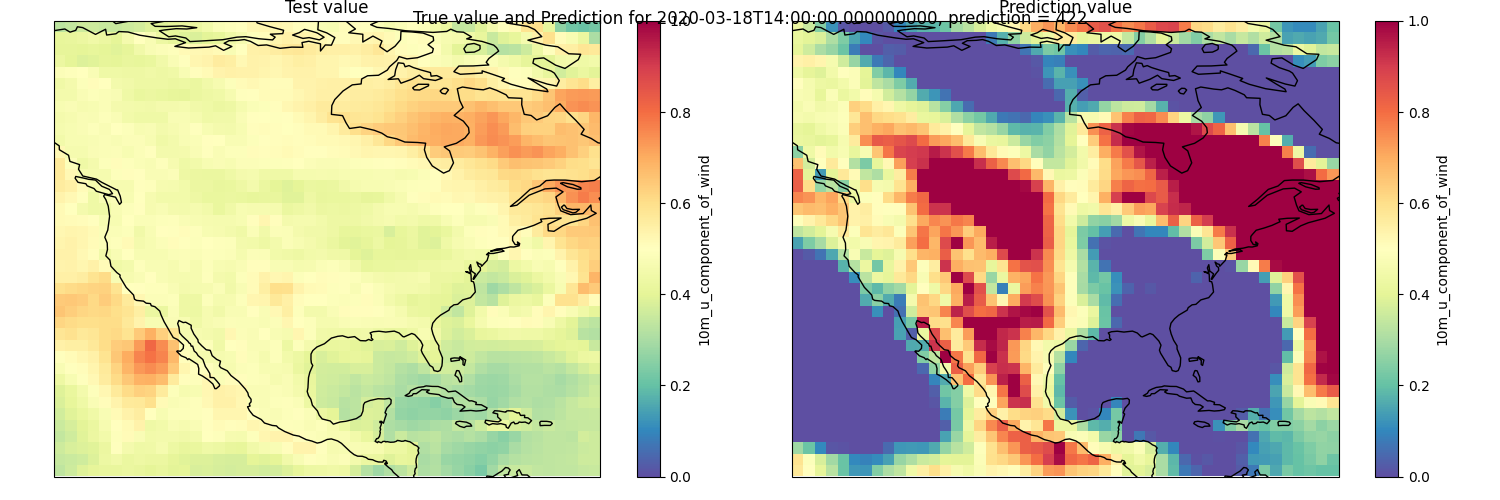 Test value
True value and Prediction for 2020-03-18T14:00:00.000000000, prediction = 422
Prediction value
1.0
0.8
0.6
0.4
0.2
0.0
10m_u_component_of_wind
1.0
0.8
0.6
0.4
0.2
0.0
10m_u_component_of_wind